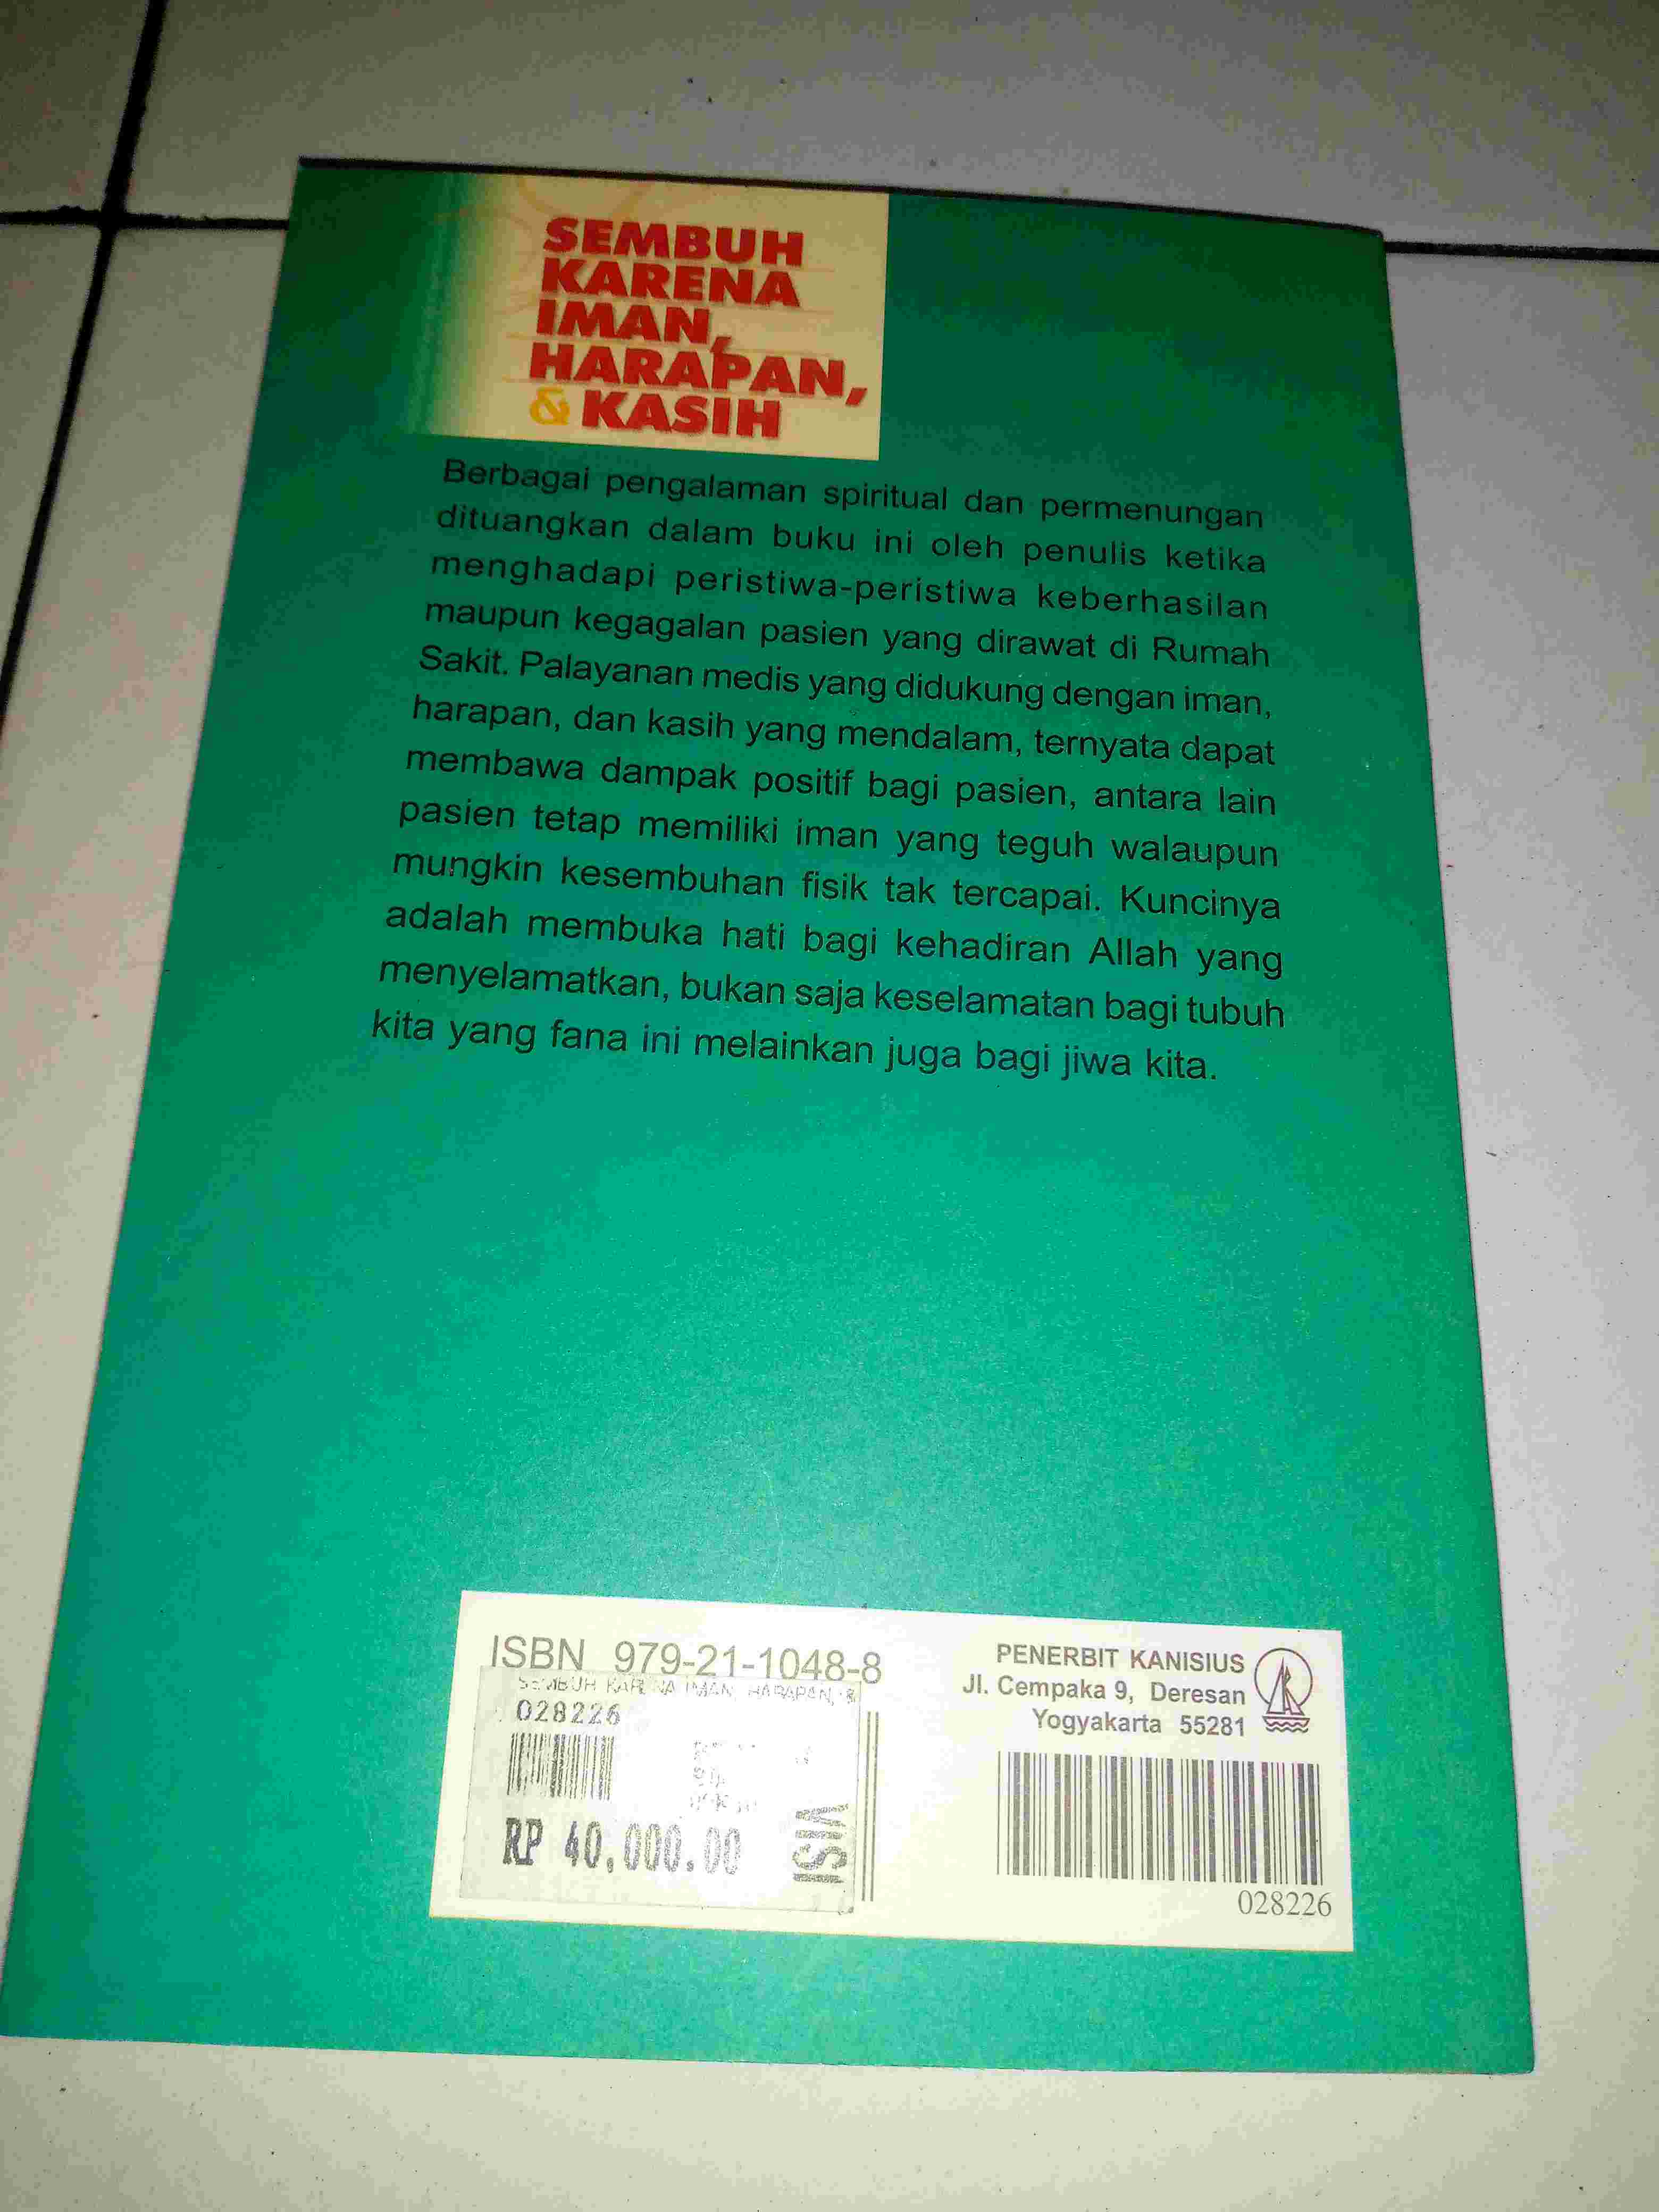 SEMBUH
KARENA
IMAN,
HARAPAN,
& KASIH
Berbagai pengalaman spiritual dan permenungan
dituangkan dalam buku ini oleh penulis ketika
menghadapi peristiwa-peristiwa keberhasilan
maupun kegagalan pasien yang dirawat di Rumah
Sakit. Palayanan medis yang didukung dengan iman,
harapan, dan kasih yang mendalam, ternyata dapat
membawa dampak positif bagi pasien, antara lain
pasien tetap memiliki iman yang teguh walaupun
mungkin kesembuhan fisik tak tercapai. Kuncinya
adalah membuka hati bagi kehadiran Allah yang
menyelamatkan, bukan saja keselamatan bagi tubuh
kita yang fana ini melainkan juga bagi jiwa kita.
ISBN 979-21-1048-8
SEMBUH KARENA IMAN, HARAPAN, &
028226
RP 40.000.00
VISI
PENERBIT KANISIUS
Jl. Cempaka 9, Deresan
Yogyakarta 55281
028226